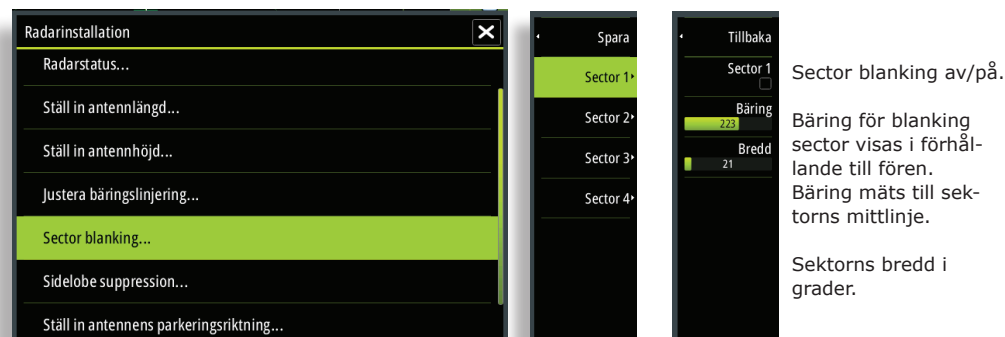 Radarinstallation
Radarstatus...
Ställ in antennlängd...
Ställ in antennhöjd...
Justera bäringslinjering...
Sector blanking...
Sidelobe suppression...
Ställ in antennens parkeringsriktning...
Spara
Sector 1
Sector 2
Sector 3
Sector 4
Tillbaka
Sector 1
Bäring
223
Bredd
21
Sector blanking av/på.
Bäring för blanking
sector visas i förhål-
lande till fören.
Bäring mäts till sek-
torns mittlinje.
Sektorns bredd i
grader.